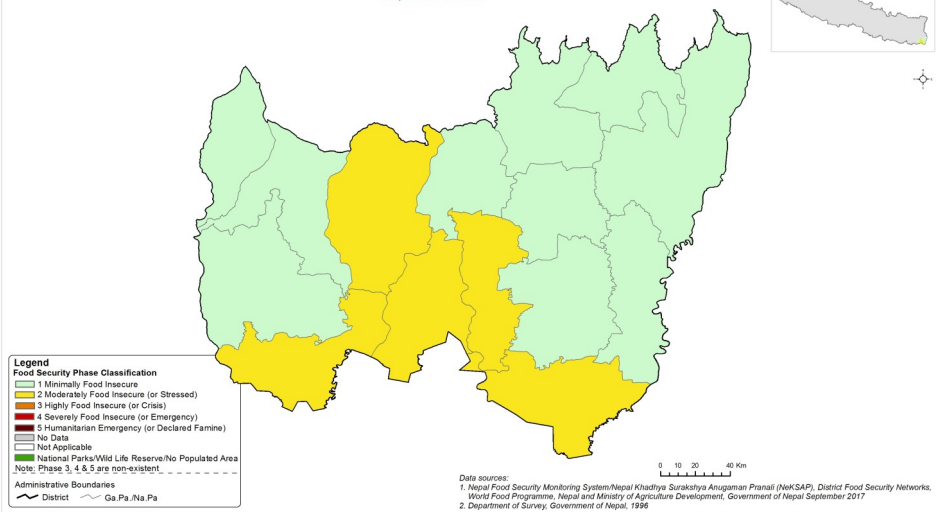 Legend
Food Security Phase Classification
1 Minimally Food Insecure
2 Moderately Food Insecure (or Stressed)
3 Highly Food Insecure (or Crisis)
4 Severely Food Insecure (or Emergency)
5 Humanitarian Emergency (or Declared Famine)
No Data
Not Applicable
National Parks/Wild Life Reserve/No Populated Area
Note: Phase 3, 4 & 5 are non-existent
Administrative Boundaries
District Ga.Pa./Na.Pa
0 10 20 40 Km
Data sources:
1. Nepal Food Security Monitoring System/Nepal Khadhya Surakshya Anugaman Pranali (NeKSAP), District Food Security Networks,
World Food Programme, Nepal and Ministry of Agriculture Development, Government of Nepal September 2017
2. Department of Survey, Government of Nepal, 1996